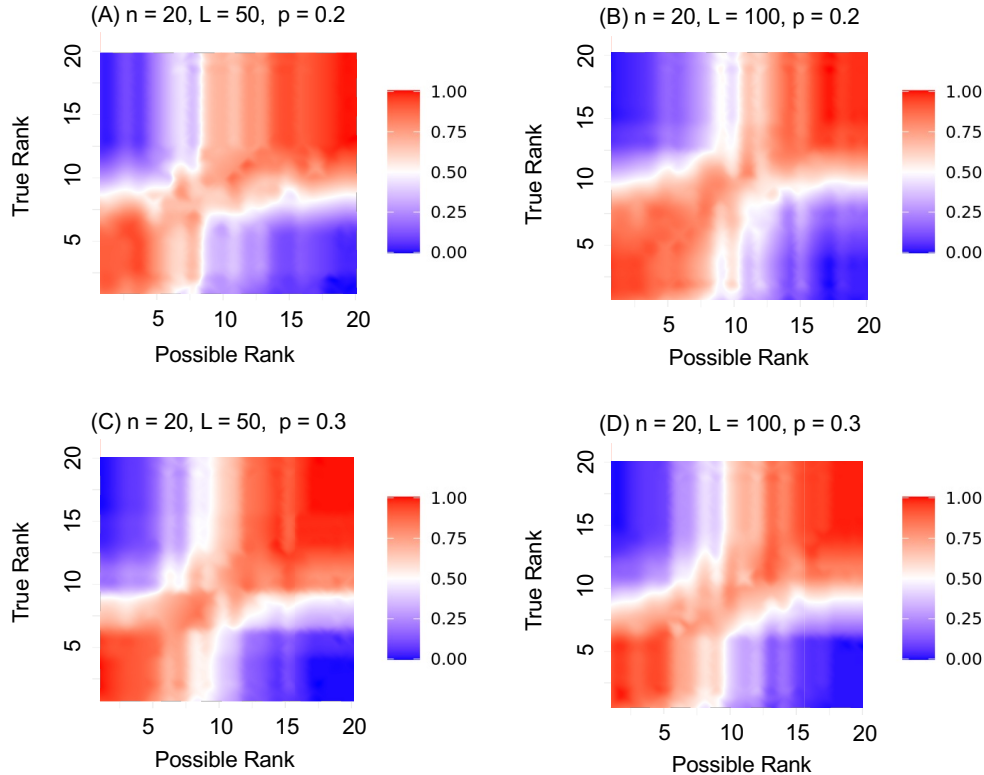 (A) n = 20, L = 50, p = 0.2
True Rank
20
15
10
5
5 10 15 20
Possible Rank
1.00
0.75
0.50
0.25
0.00
(B) n = 20, L = 100, p = 0.2
True Rank
20
15
10
5
5 10 15 20
Possible Rank
1.00
0.75
0.50
0.25
0.00
(C) n = 20, L = 50, p = 0.3
True Rank
20
15
10
5
5 10 15 20
Possible Rank
1.00
0.75
0.50
0.25
0.00
(D) n = 20, L = 100, p = 0.3
True Rank
20
15
10
5
5 10 15 20
Possible Rank
1.00
0.75
0.50
0.25
0.00